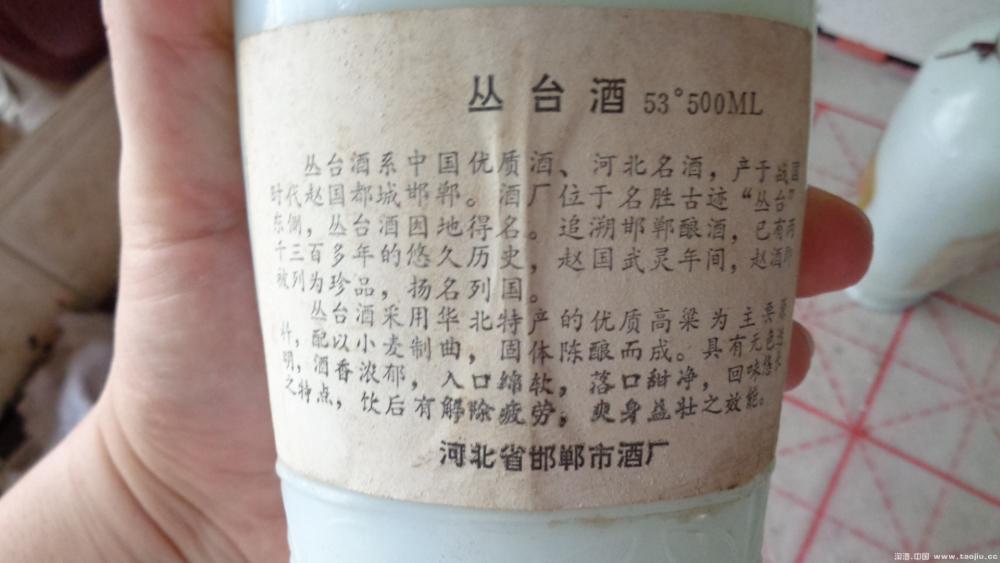 丛台酒 53°500ML
丛台酒系中国优质酒、河北名酒，产于战国
时代赵国都城邯郸。酒厂位于名胜古迹“丛台”
东侧，丛台酒因地得名。追溯邯郸酿酒，已有两
千三百多年的悠久历史，赵国武灵年间，赵酒即
被列为珍品，扬名列国。
丛台酒采用华北特产的优质高粱为主要原
料，配以小麦制曲，固体陈酿而成。具有无色透
明，酒香浓郁，入口绵软，落口甜净，回味悠长
之特点，饮后有解除疲劳，爽身益壮之效能。
河北省邯郸市酒厂
淘酒.中国 www.taojiu.cc